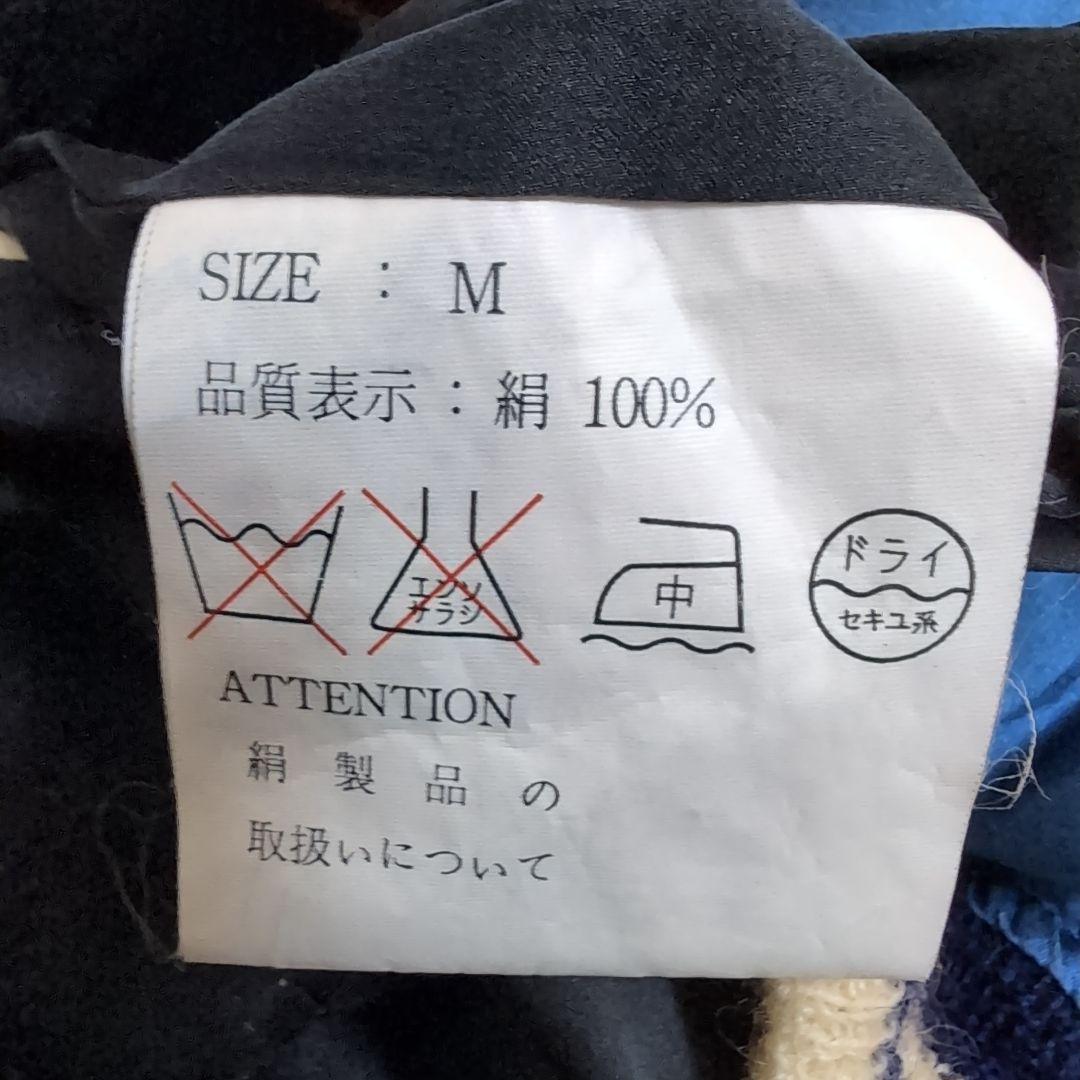 SIZE : M
品質表示 : 絹 100%
エンソ
サラシ
中
ドライ
セキユ系
ATTENTION
絹製品の
取扱いについて